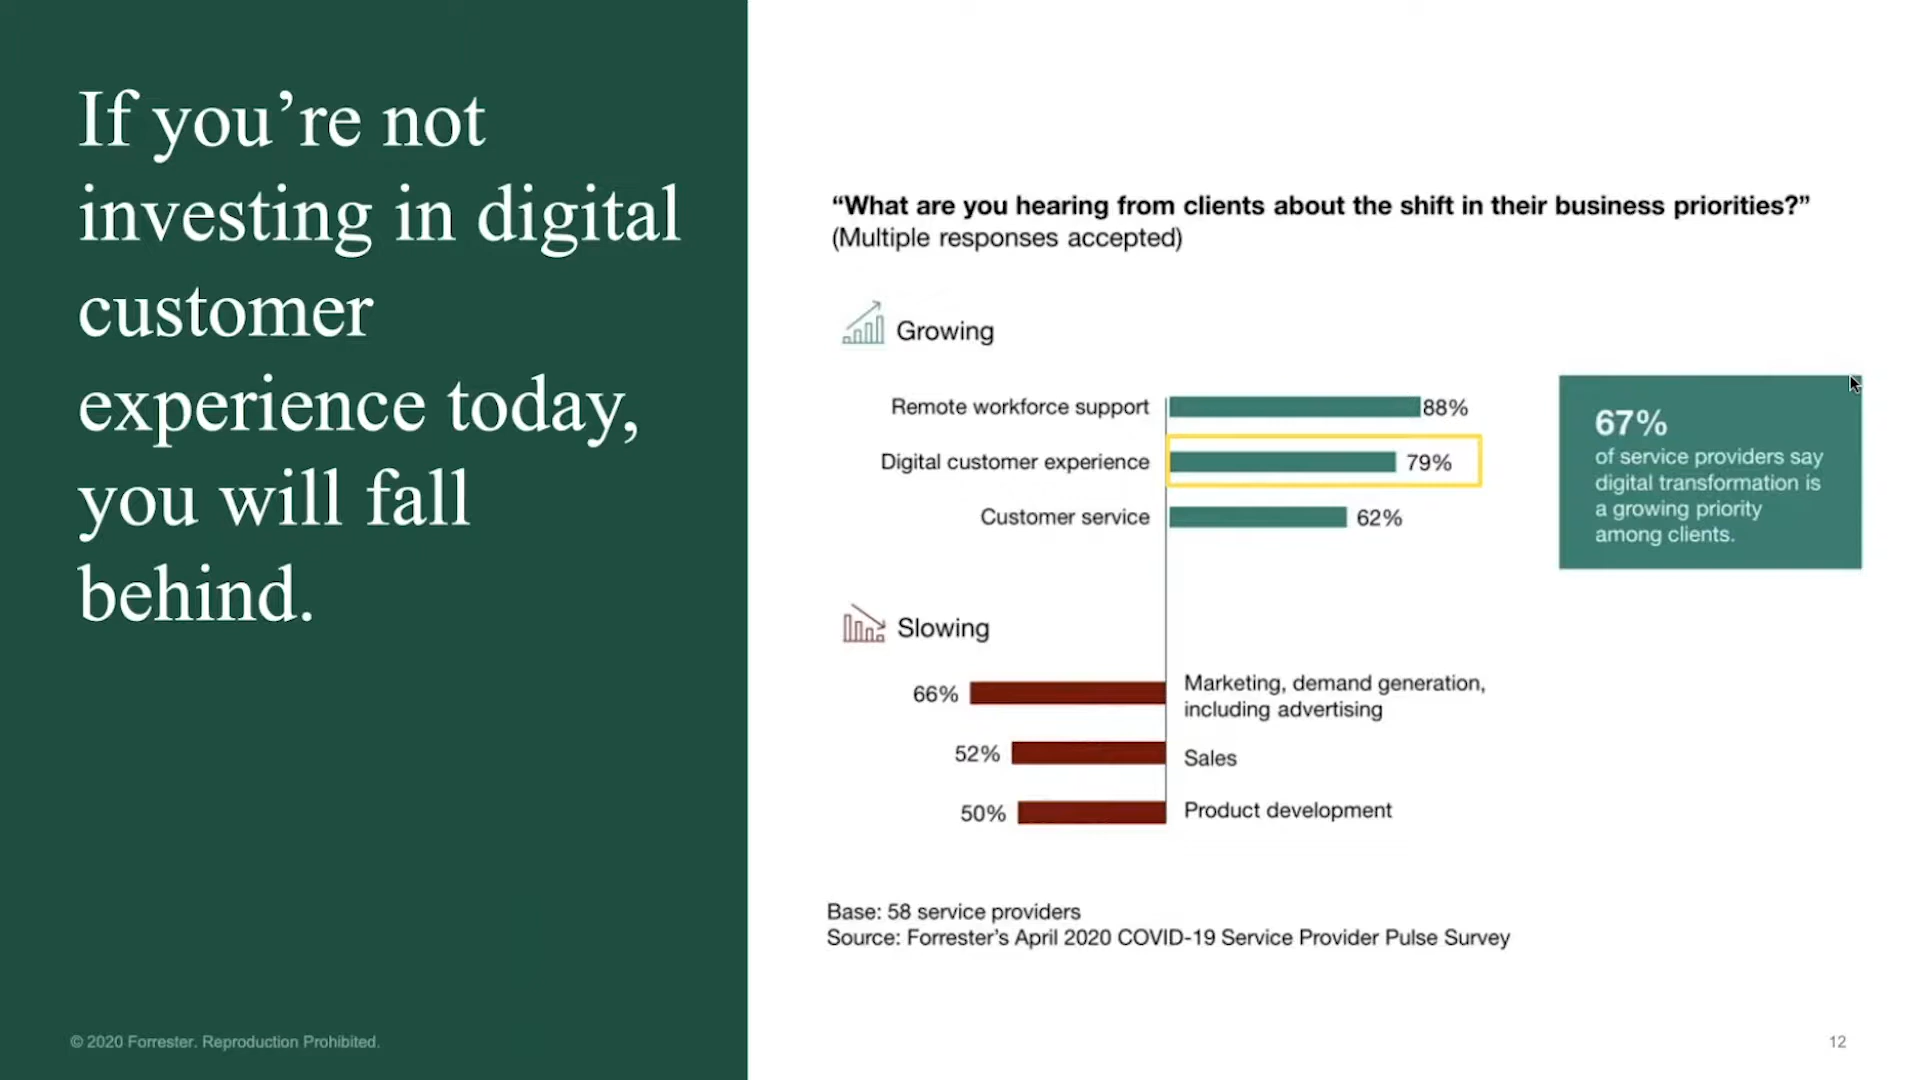 If you’re not
investing in digital
customer
experience today,
you will fall
behind.
“What are you hearing from clients about the shift in their business priorities?”
(Multiple responses accepted)
Growing
Remote workforce support 88%
Digital customer experience 79%
Customer service 62%
67%
of service providers say
digital transformation is
a growing priority
among clients.
Slowing
66% Marketing, demand generation,
including advertising
52% Sales
50% Product development
Base: 58 service providers
Source: Forrester’s April 2020 COVID-19 Service Provider Pulse Survey
© 2020 Forrester. Reproduction Prohibited.
12